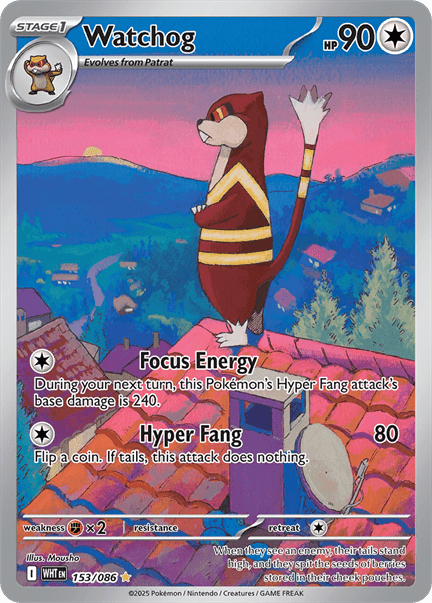 STAGE 1
Watchog
HP 90
Evolves from Patrat
Focus Energy
During your next turn, this Pokémon's Hyper Fang attack's
base damage is 240.
Hyper Fang 80
Flip a coin. If tails, this attack does nothing.
weakness ×2 resistance retreat
Illus. Mousho
I WHT EN 153/086
When they see an enemy, their tails stand
high, and they spit the seeds of berries
stored in their cheek pouches.
©2025 Pokémon / Nintendo / Creatures / GAME FREAK